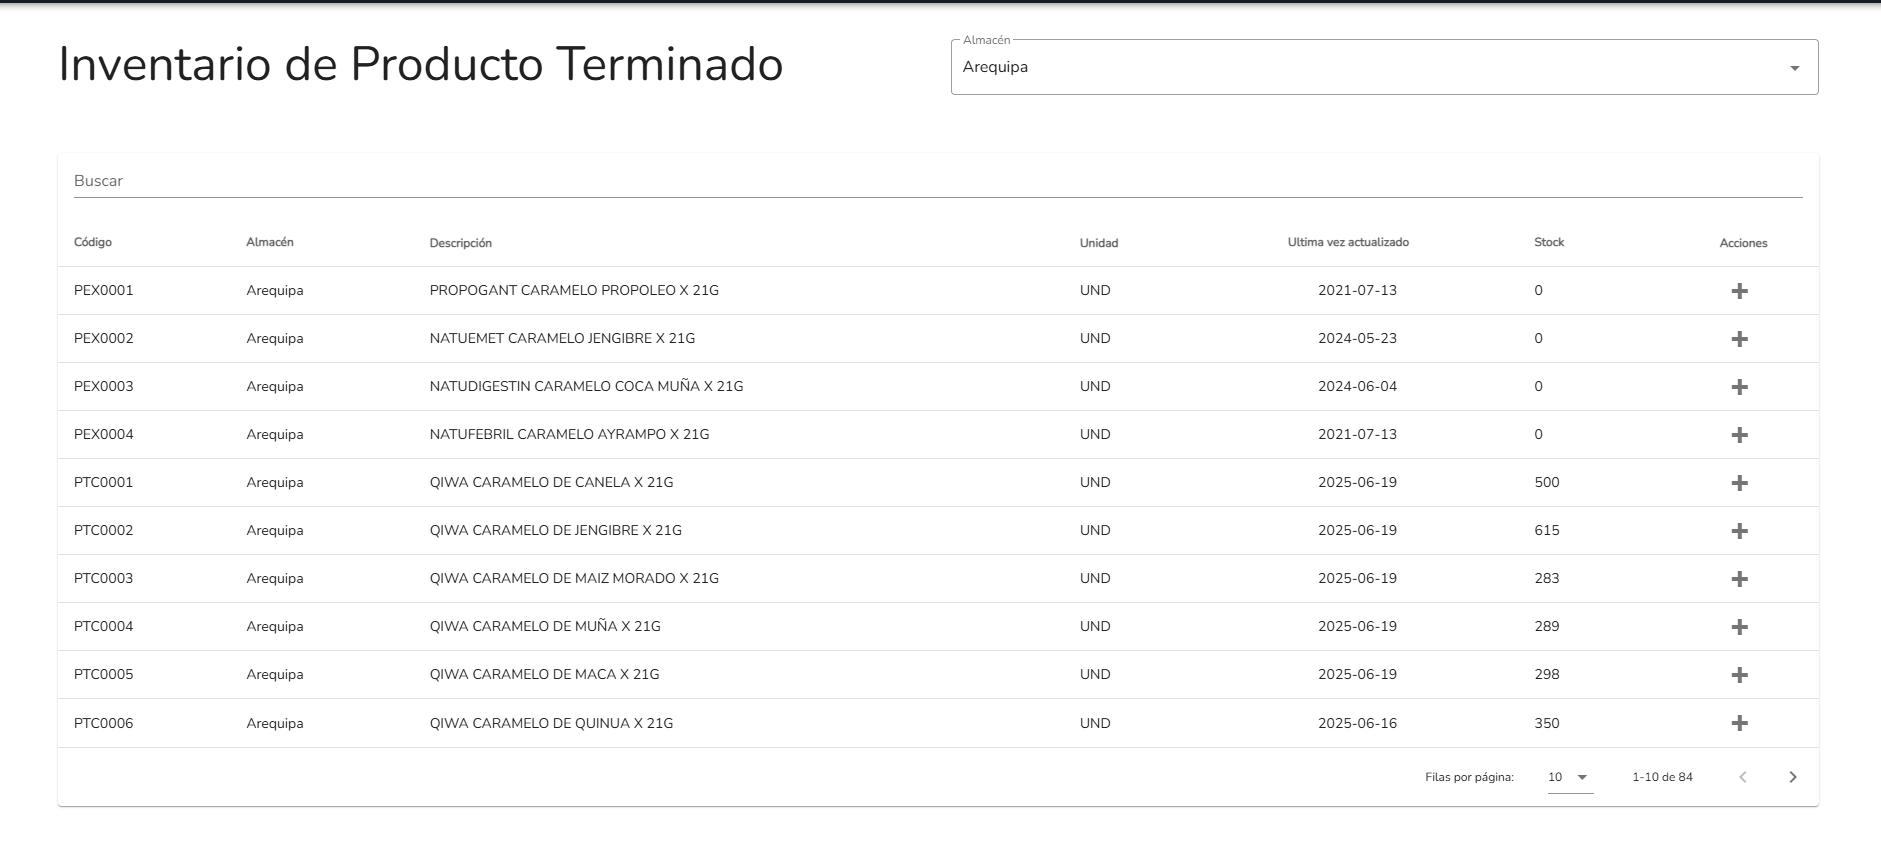 Almacén
Inventario de Producto Terminado
Arequipa
Buscar
Código Almacén Descripción Unidad Ultima vez actualizado Stock Acciones
PEX0001 Arequipa PROPOGANT CARAMELO PROPOLEO X 21G UND 2021-07-13 0
PEX0002 Arequipa NATUEMET CARAMELO JENGIBRE X 21G UND 2024-05-23 0
PEX0003 Arequipa NATUDIGESTIN CARAMELO COCA MUÑA X 21G UND 2024-06-04 0
PEX0004 Arequipa NATUFEBRIL CARAMELO AYRAMPO X 21G UND 2021-07-13 0
PTC0001 Arequipa QIWA CARAMELO DE CANELA X 21G UND 2025-06-19 500
PTC0002 Arequipa QIWA CARAMELO DE JENGIBRE X 21G UND 2025-06-19 615
PTC0003 Arequipa QIWA CARAMELO DE MAIZ MORADO X 21G UND 2025-06-19 283
PTC0004 Arequipa QIWA CARAMELO DE MUÑA X 21G UND 2025-06-19 289
PTC0005 Arequipa QIWA CARAMELO DE MACA X 21G UND 2025-06-19 298
PTC0006 Arequipa QIWA CARAMELO DE QUINUA X 21G UND 2025-06-16 350
Filas por página: 10 1-10 de 84